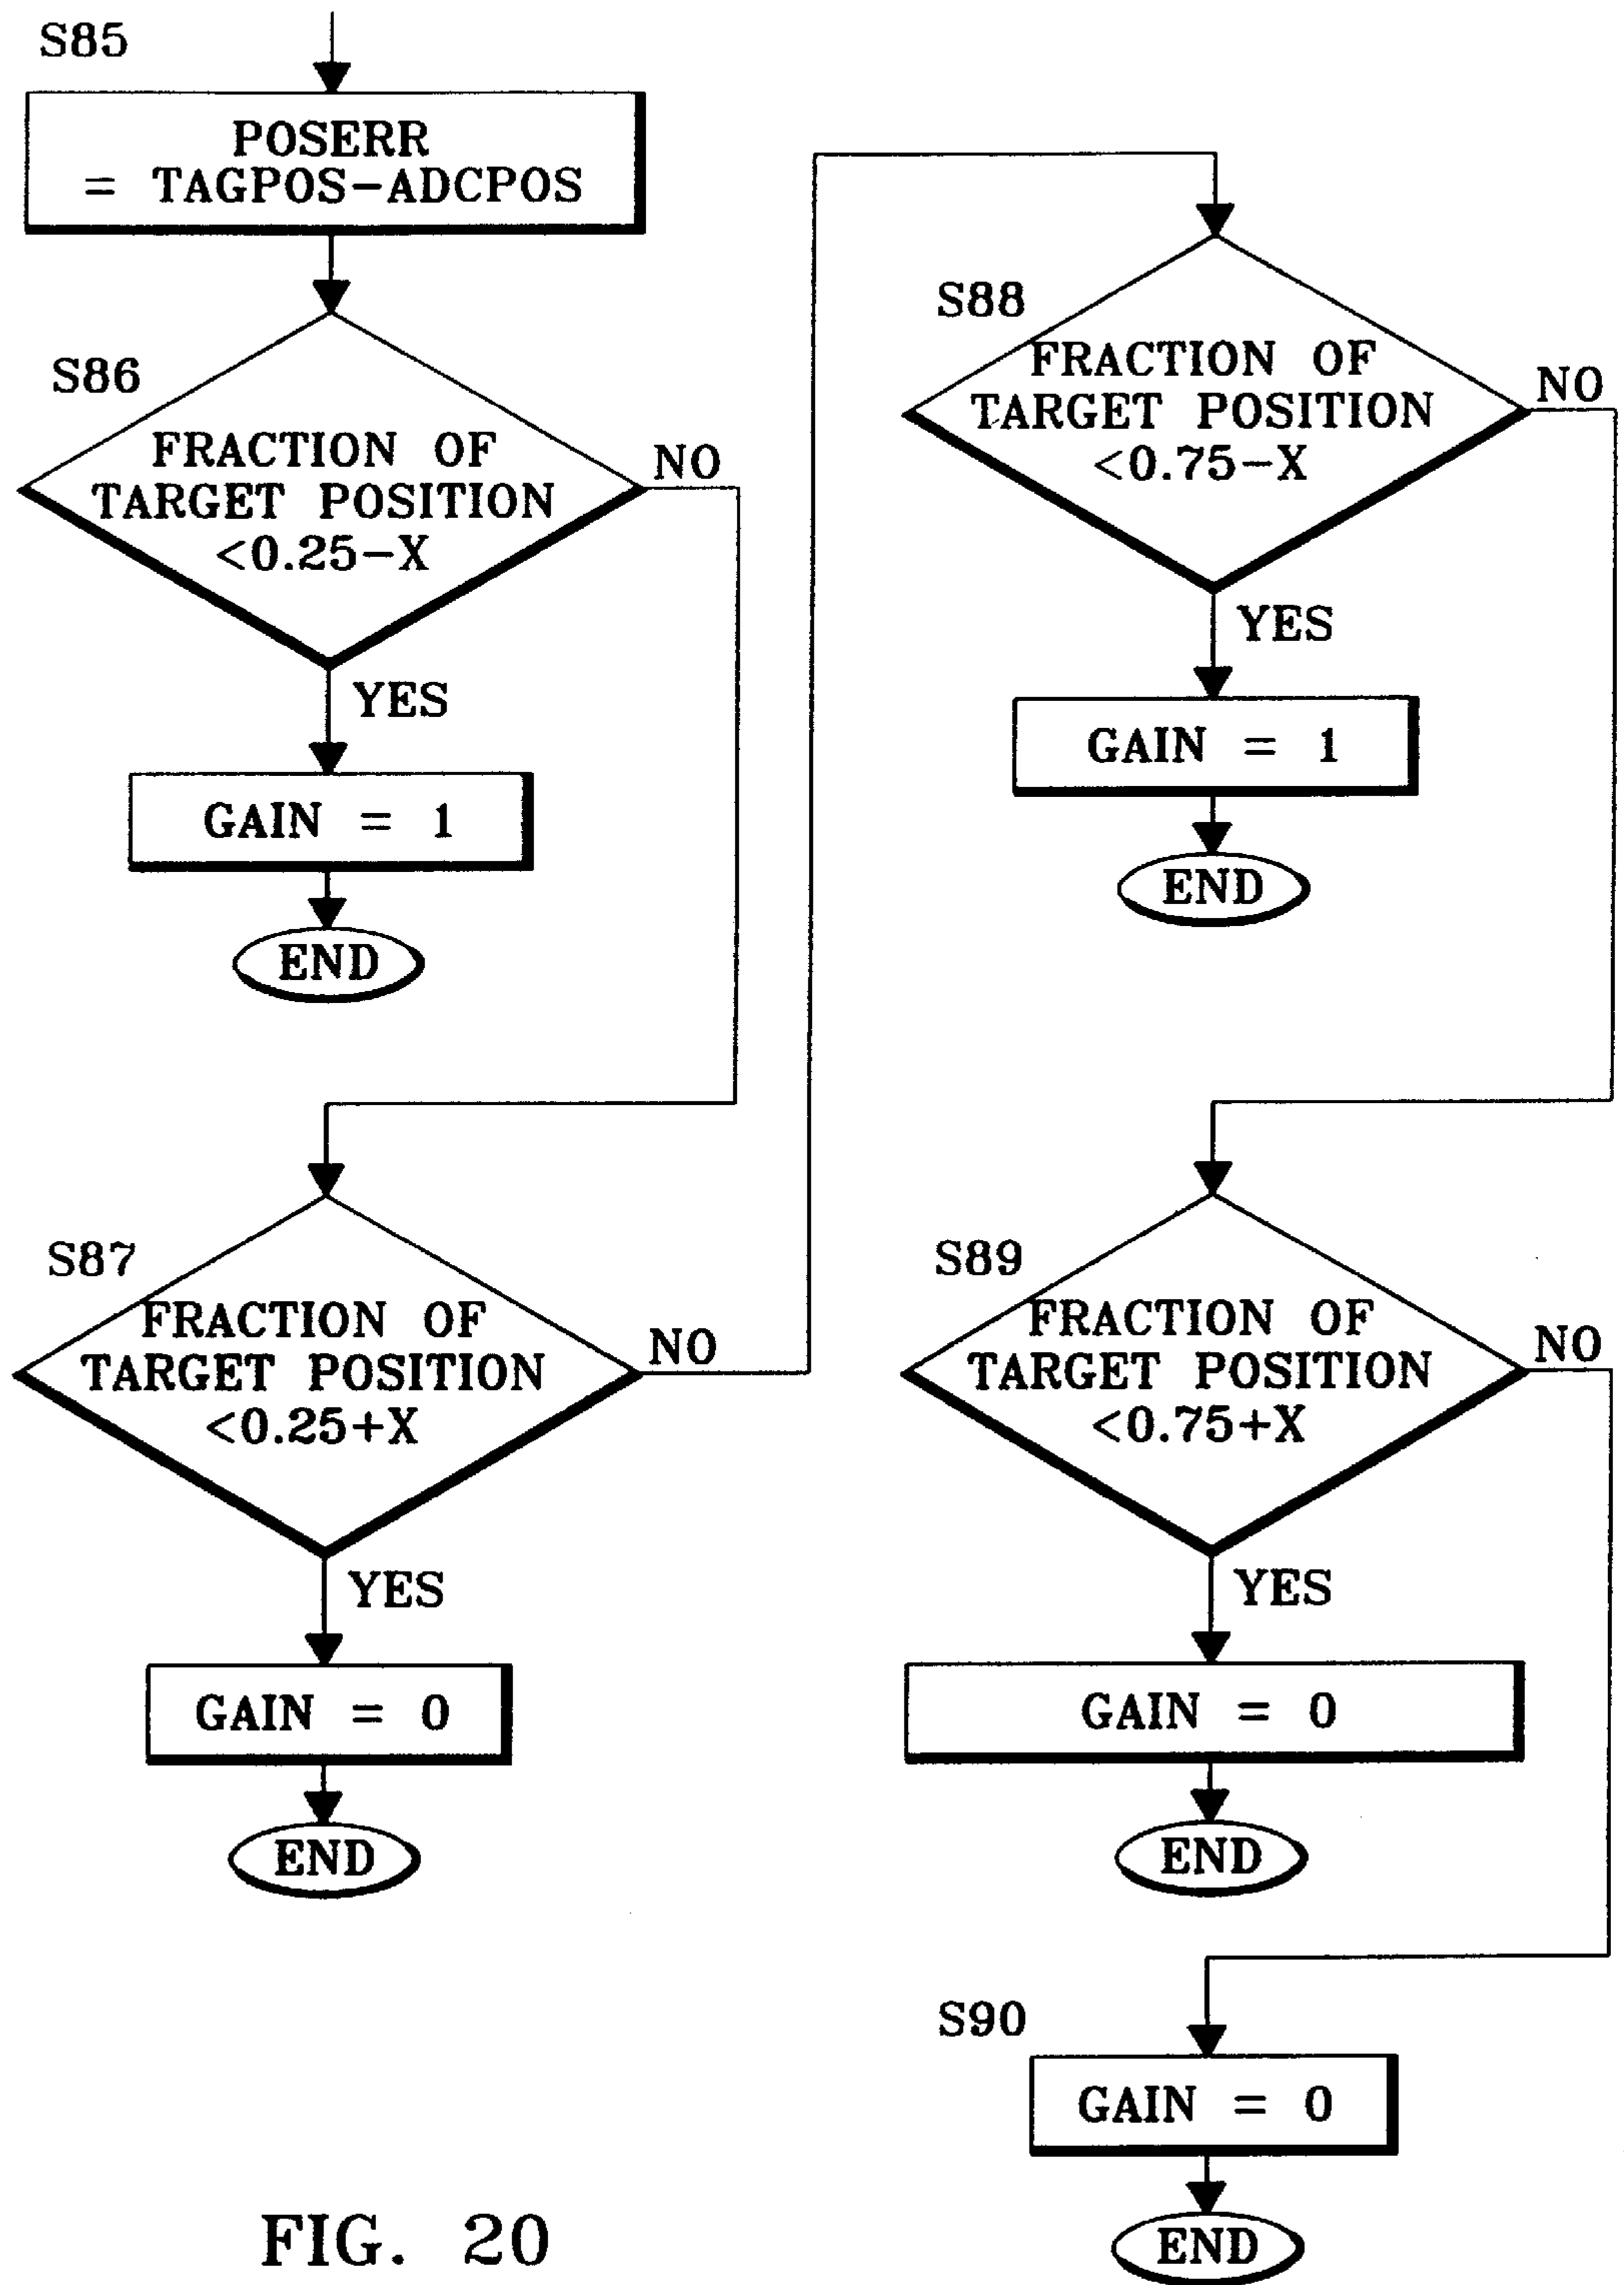 S85
POSERR
= TAGPOS-ADCPOS
S86
FRACTION OF
TARGET POSITION
<0.25-X
NO
YES
GAIN = 1
END
S87
FRACTION OF
TARGET POSITION
<0.25+X
NO
YES
GAIN = 0
END
S88
FRACTION OF
TARGET POSITION
<0.75-X
NO
YES
GAIN = 1
END
S89
FRACTION OF
TARGET POSITION
<0.75+X
NO
YES
GAIN = 0
END
S90
GAIN = 0
END
FIG. 20